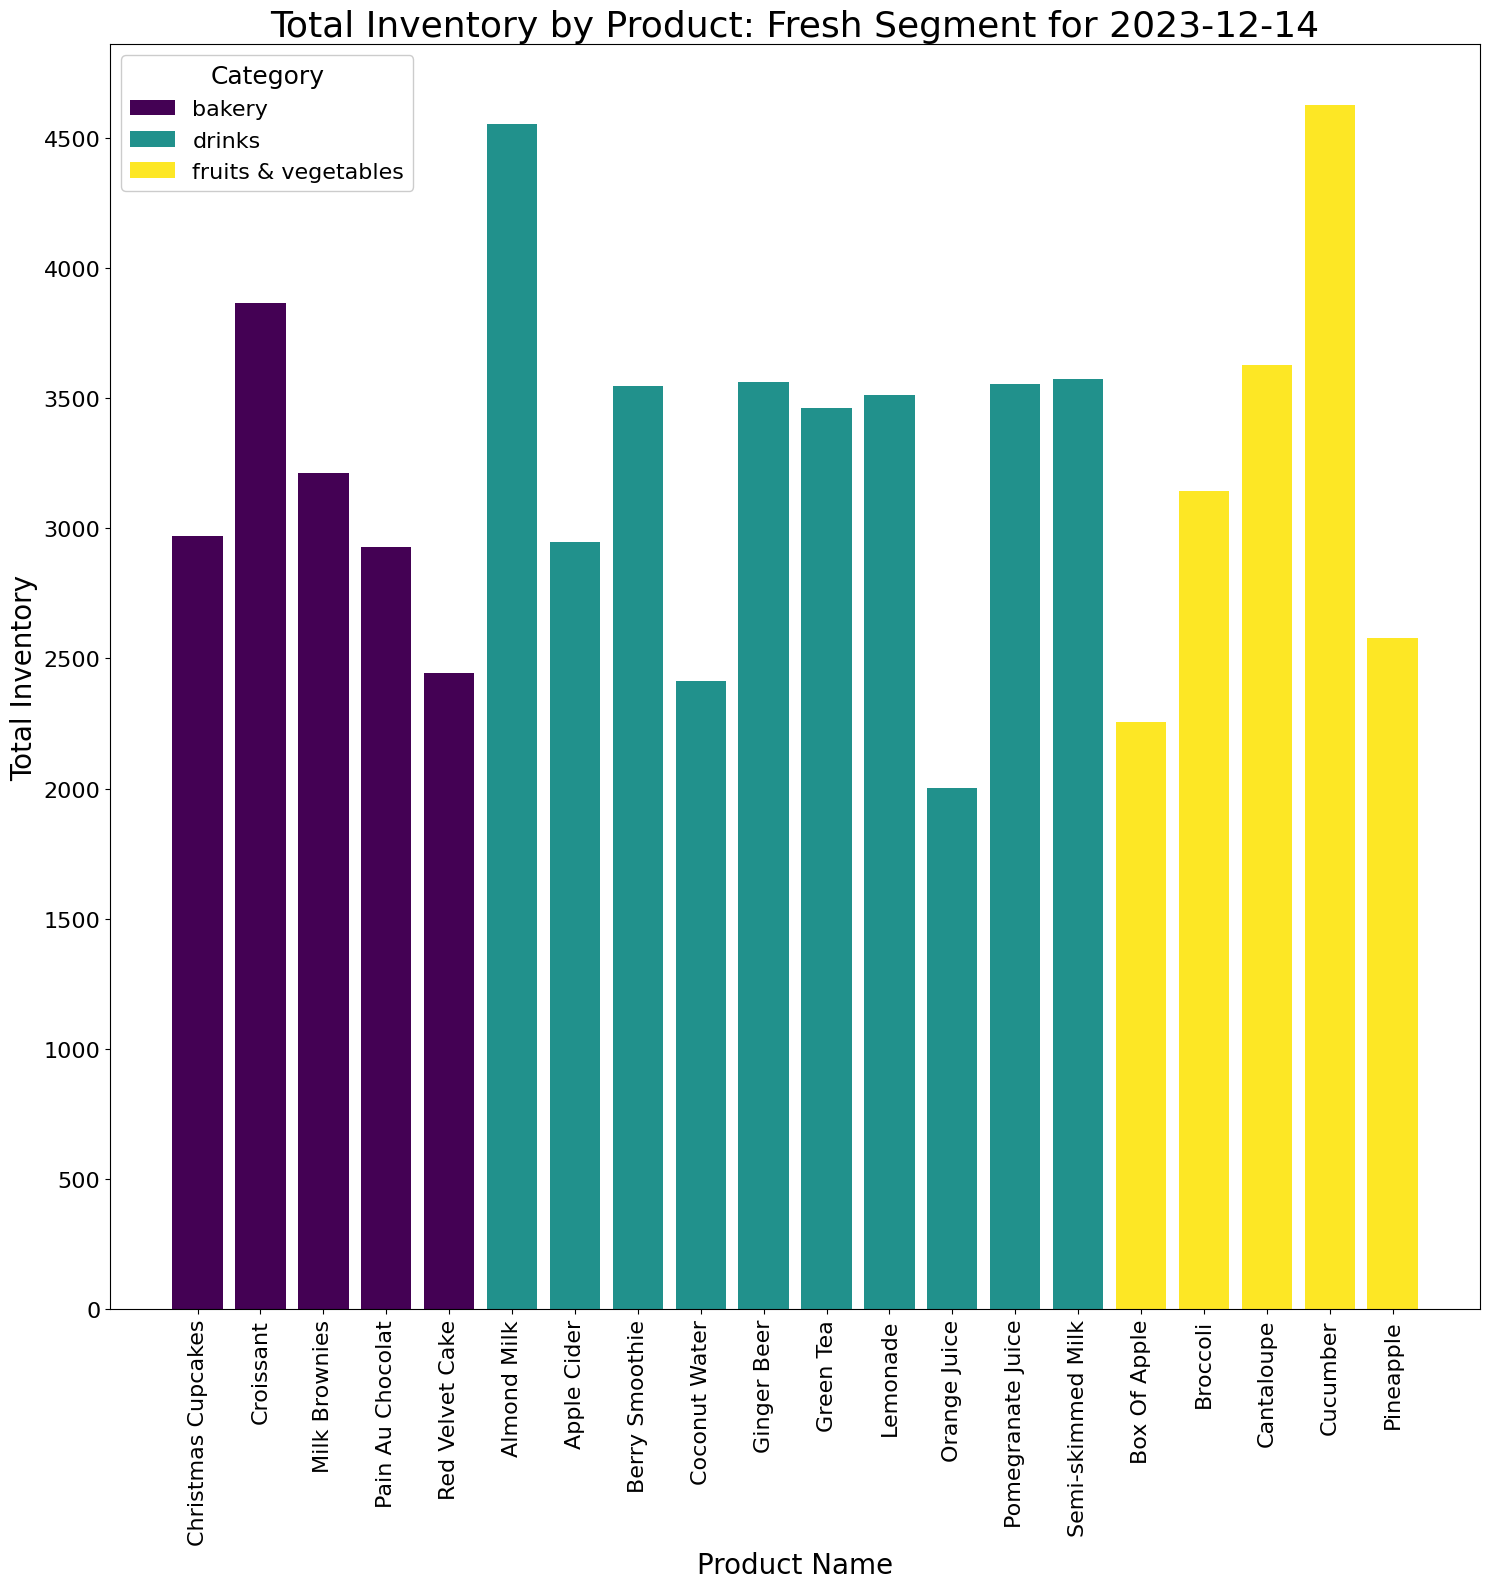 Total Inventory by Product: Fresh Segment for 2023-12-14
Category
bakery
drinks
fruits & vegetables
4500
4000
3500
3000
2500
2000
1500
1000
500
0
Total Inventory
Christmas Cupcakes
Croissant
Milk Brownies
Pain Au Chocolat
Red Velvet Cake
Almond Milk
Apple Cider
Berry Smoothie
Coconut Water
Ginger Beer
Green Tea
Lemonade
Orange Juice
Pomegranate Juice
Semi-skimmed Milk
Box Of Apple
Broccoli
Cantaloupe
Cucumber
Pineapple
Product Name